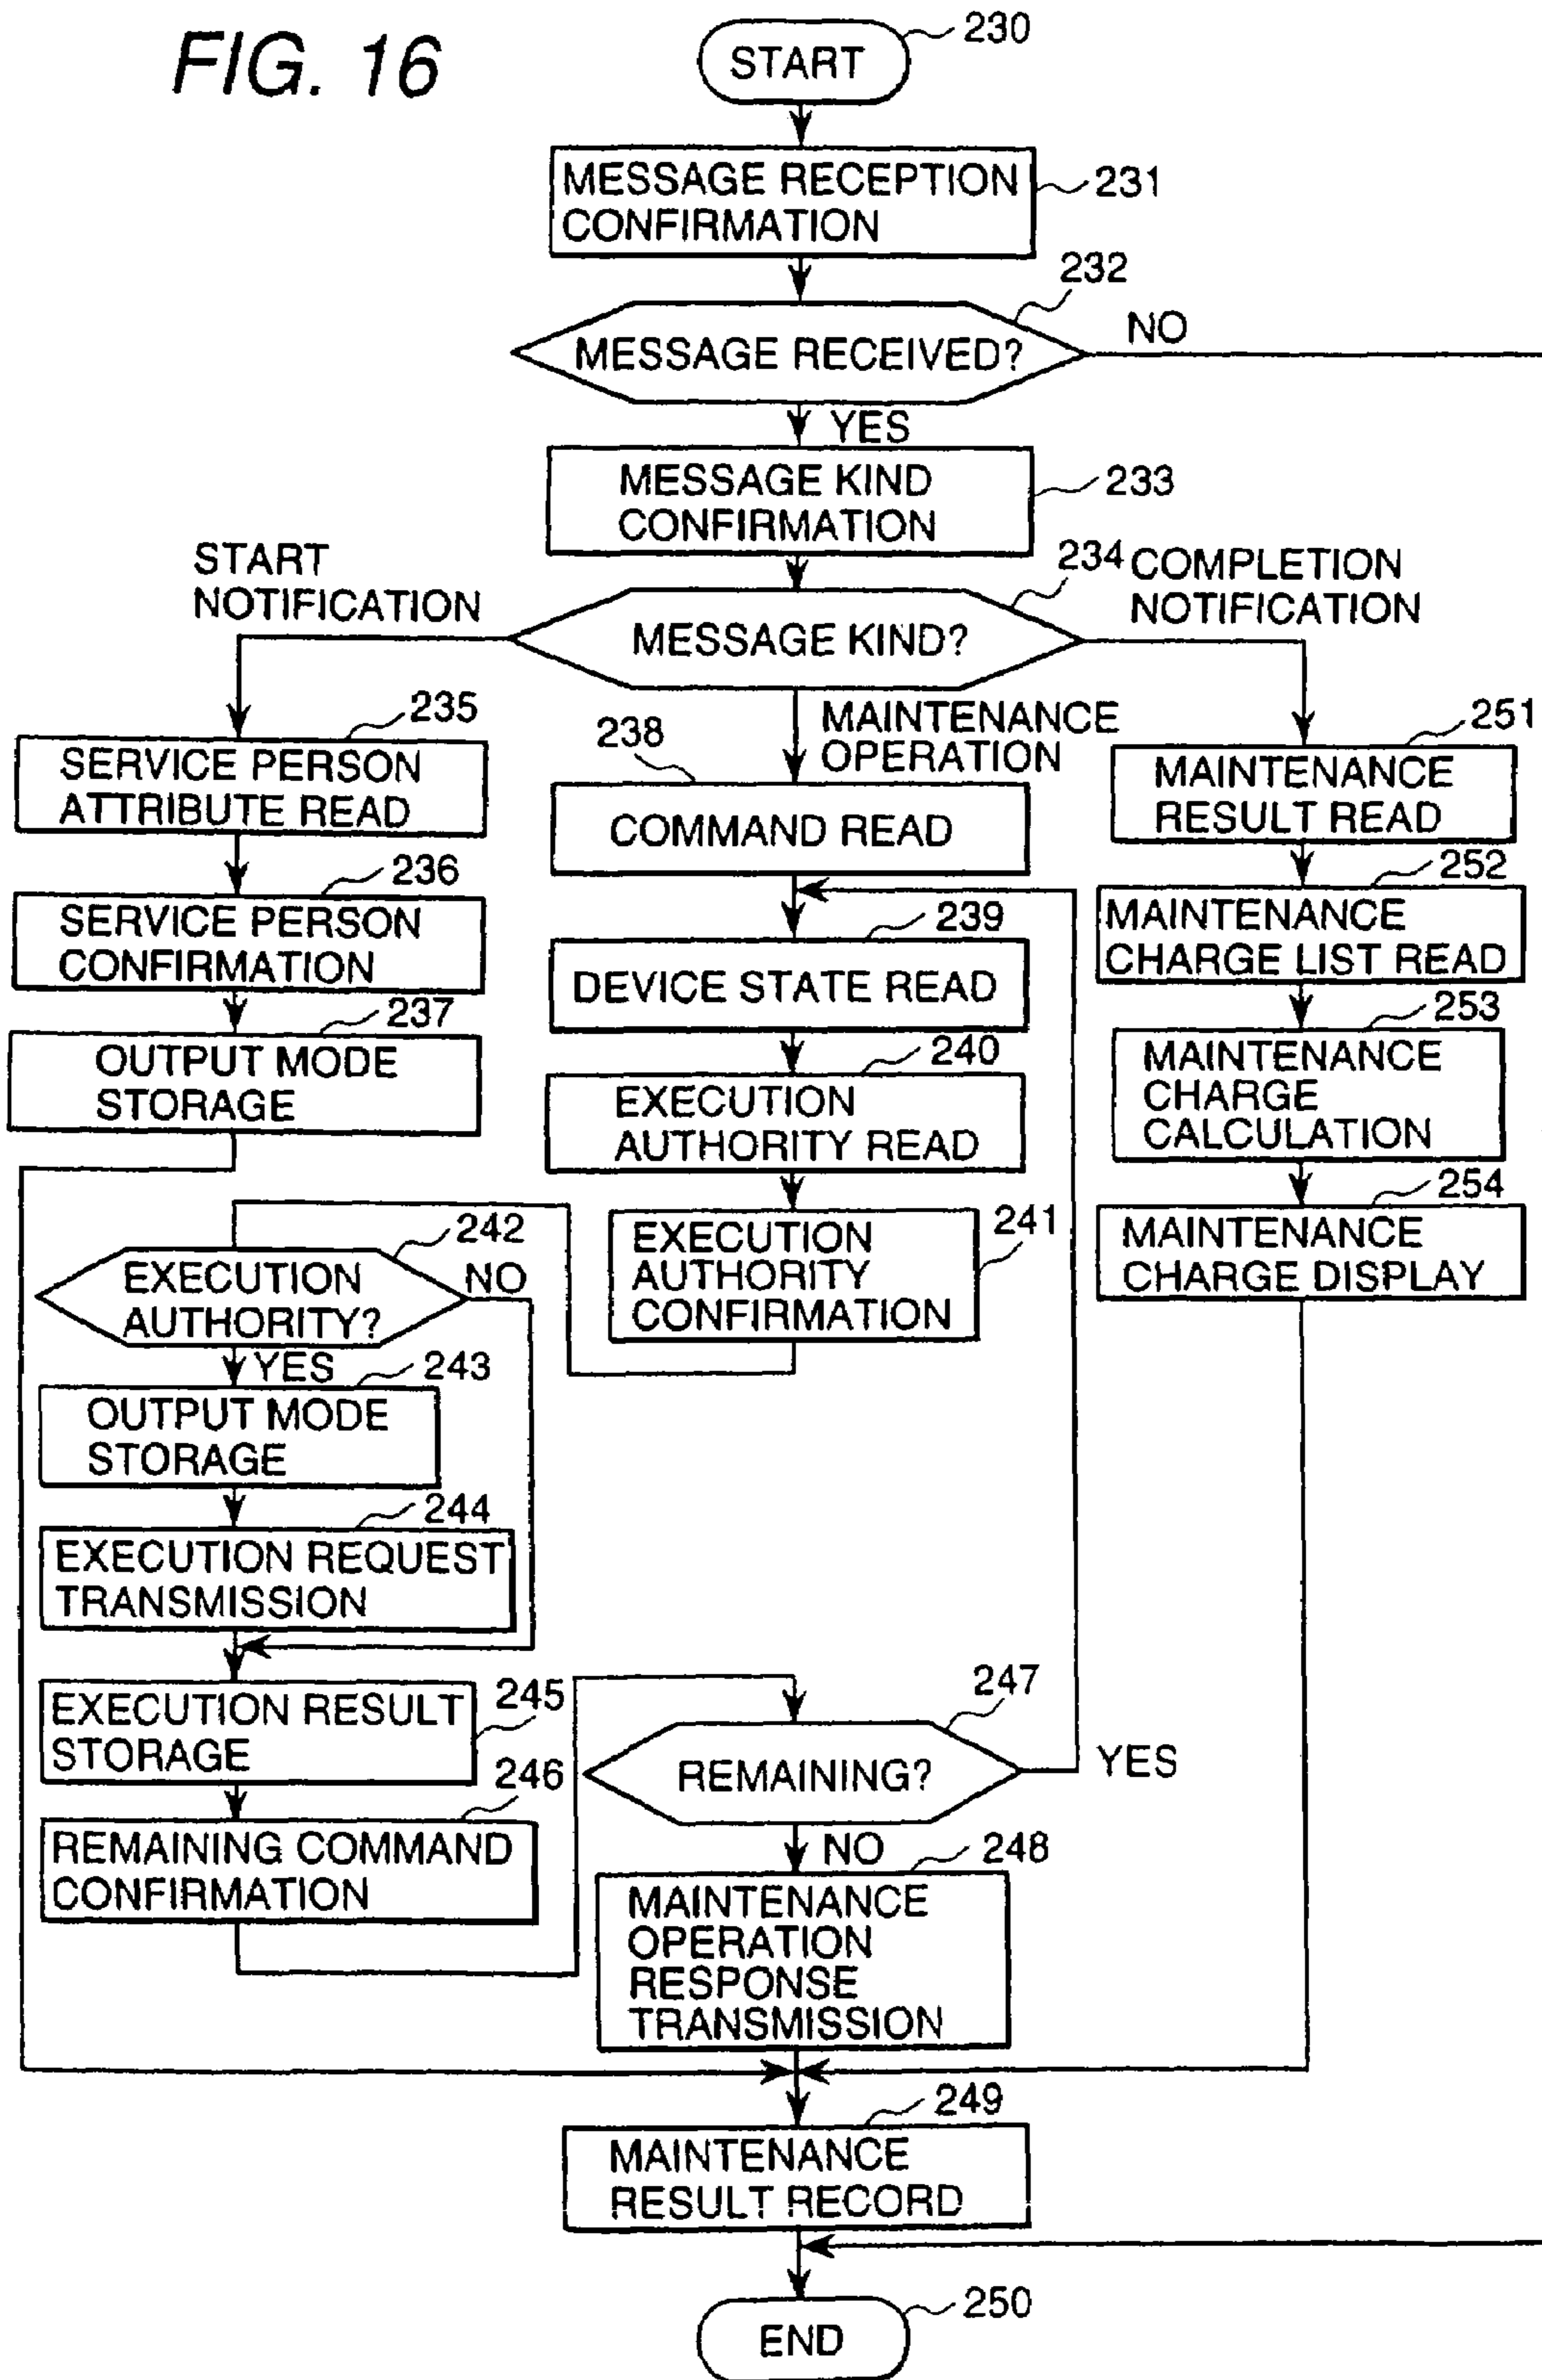 FIG. 16
START
230
MESSAGE RECEPTION
CONFIRMATION
231
232
MESSAGE RECEIVED?
NO
YES
MESSAGE KIND
CONFIRMATION
233
START
NOTIFICATION
234
COMPLETION
NOTIFICATION
MESSAGE KIND?
MAINTENANCE
OPERATION
235
SERVICE PERSON
ATTRIBUTE READ
236
SERVICE PERSON
CONFIRMATION
237
OUTPUT MODE
STORAGE
238
COMMAND READ
239
DEVICE STATE READ
240
EXECUTION
AUTHORITY READ
241
EXECUTION
AUTHORITY
CONFIRMATION
251
MAINTENANCE
RESULT READ
252
MAINTENANCE
CHARGE LIST READ
253
MAINTENANCE
CHARGE
CALCULATION
254
MAINTENANCE
CHARGE DISPLAY
242
EXECUTION
AUTHORITY?
NO
YES
243
OUTPUT MODE
STORAGE
244
EXECUTION REQUEST
TRANSMISSION
245
EXECUTION RESULT
STORAGE
246
REMAINING COMMAND
CONFIRMATION
247
REMAINING?
YES
NO
248
MAINTENANCE
OPERATION
RESPONSE
TRANSMISSION
249
MAINTENANCE
RESULT RECORD
250
END